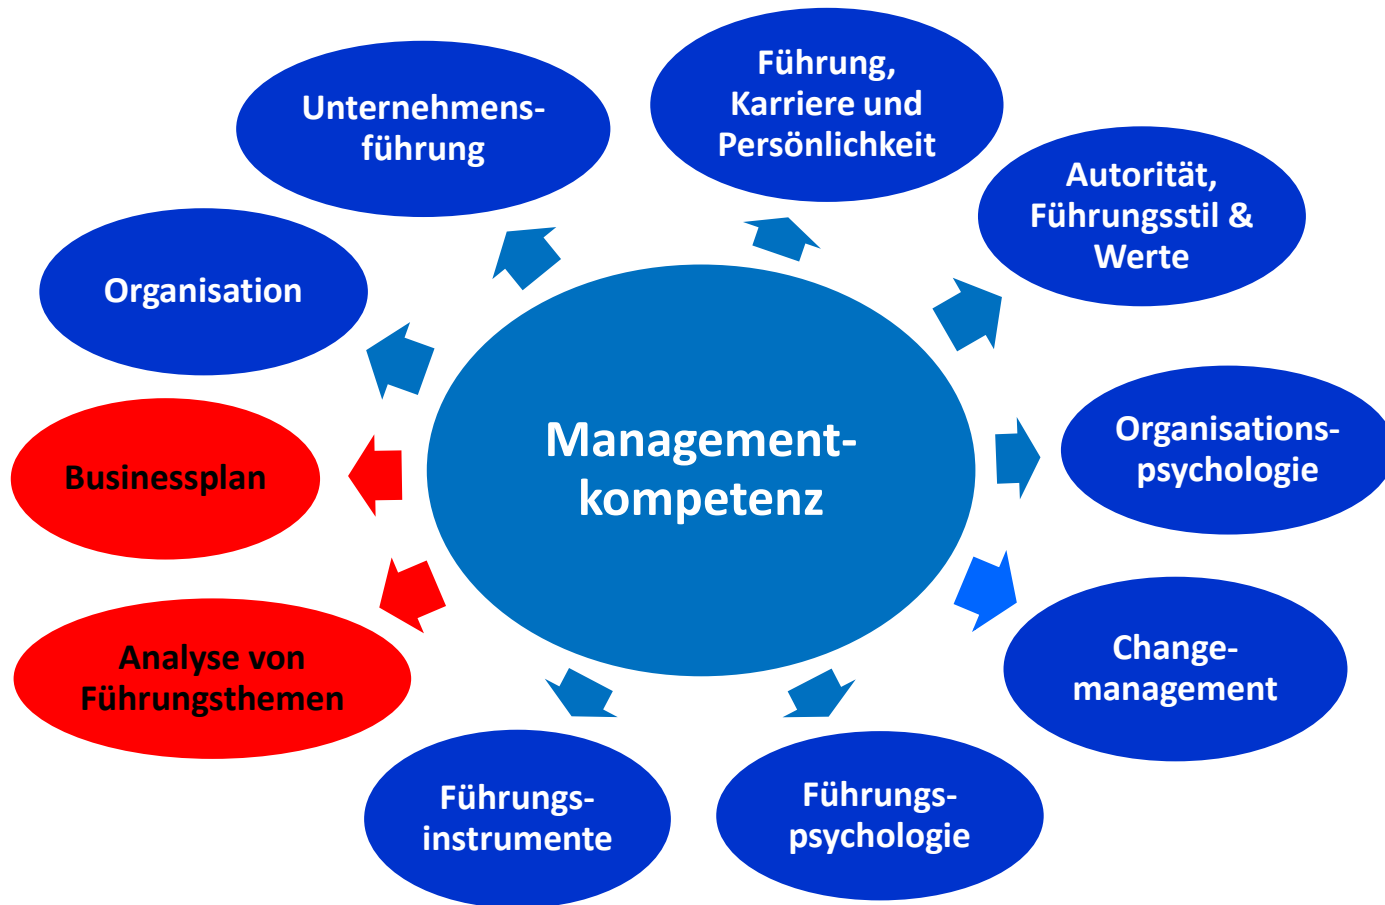 Führung,
Karriere und
Persönlichkeit
Unternehmens-
führung
Autorität,
Führungsstil &
Werte
Organisation
Management-
kompetenz
Organisations-
psychologie
Businessplan
Analyse von
Führungsthemen
Change-
management
Führungs-
instrumente
Führungs-
psychologie